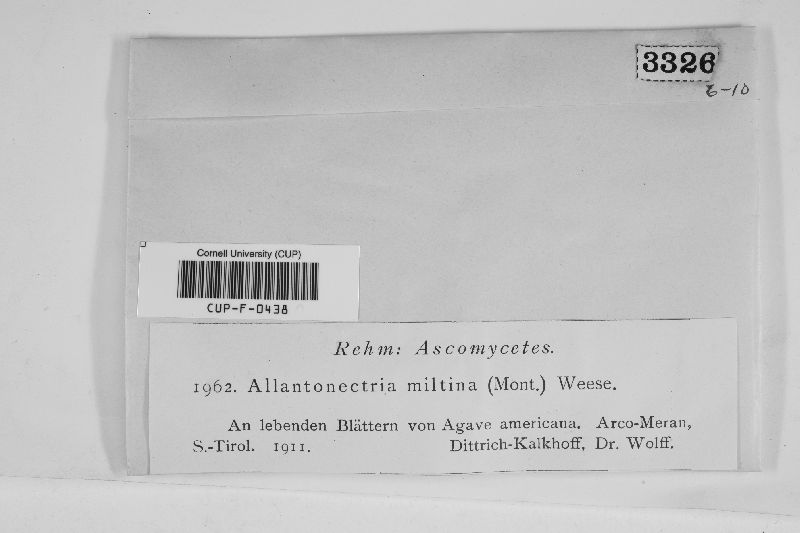 3326
6-10
Cornell University (CUP)
CUP-F-0438
Rehm: Ascomycetes.
1962. Allantonectria miltina (Mont.) Weese.
An lebenden Blättern von Agave americana. Arco-Meran,
S.-Tirol. 1911. Dittrich-Kalkhoff, Dr. Wolff.